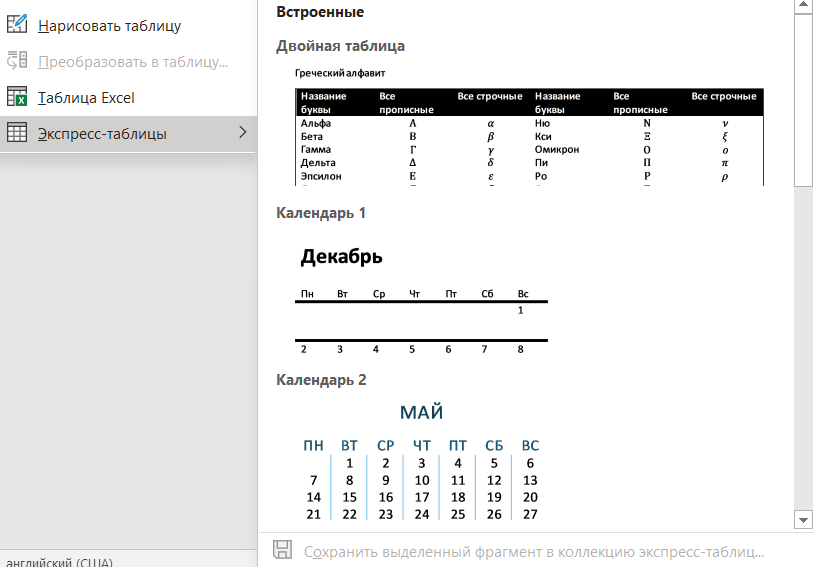 Нарисовать таблицу
Преобразовать в таблицу...
Таблица Excel
Экспресс-таблицы
Встроенные
Двойная таблица
Греческий алфавит
Название буквы Все прописные Все строчные Название буквы Все прописные Все строчные
Альфа Α α Ню Ν ν
Бета Β β Кси Ξ ξ
Гамма Γ γ Омикрон Ο ο
Дельта Δ δ Пи Π π
Эпсилон Ε ε Ро Ρ ρ
Календарь 1
Декабрь
Пн Вт Ср Чт Пт Сб Вс
1
2 3 4 5 6 7 8
Календарь 2
МАЙ
ПН ВТ СР ЧТ ПТ СБ ВС
1 2 3 4 5 6
7 8 9 10 11 12 13
14 15 16 17 18 19 20
21 22 23 24 25 26 27
Сохранить выделенный фрагмент в коллекцию экспресс-таблиц...
английский (США)